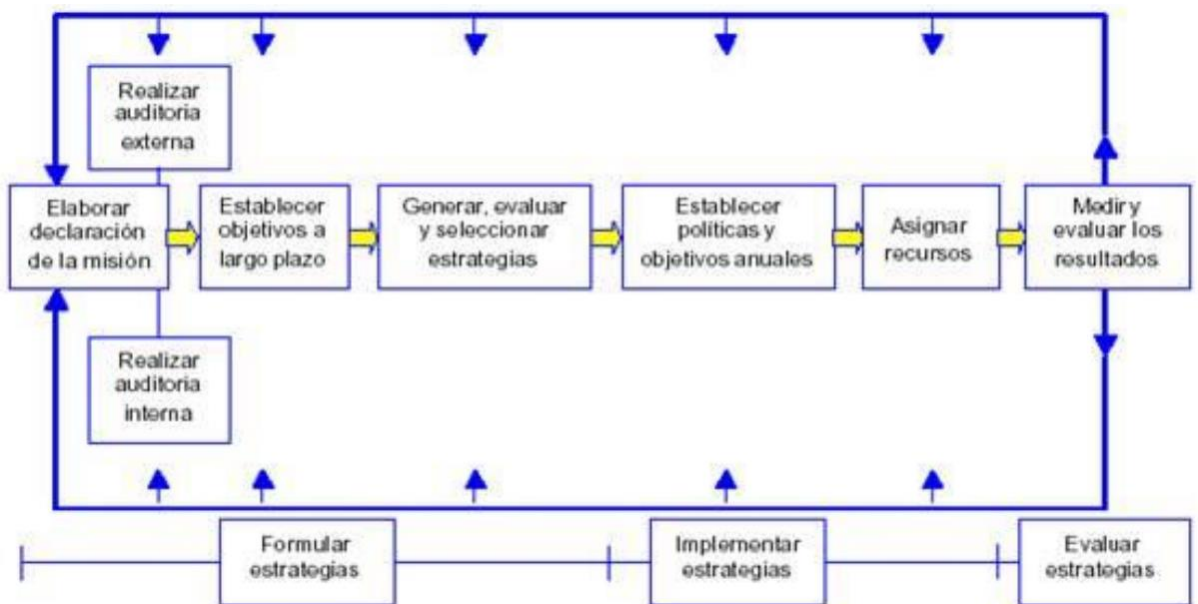 Realizar
auditoria
externa
Elaborar
declaración
de la misión
Establecer
objetivos a
largo plazo
Generar, evaluar
y seleccionar
estrategias
Establecer
políticas y
objetivos anuales
Asignar
recursos
Medir y
evaluar los
resultados
Realizar
auditoria
interna
Formular
estrategias
Implementar
estrategias
Evaluar
estrategias